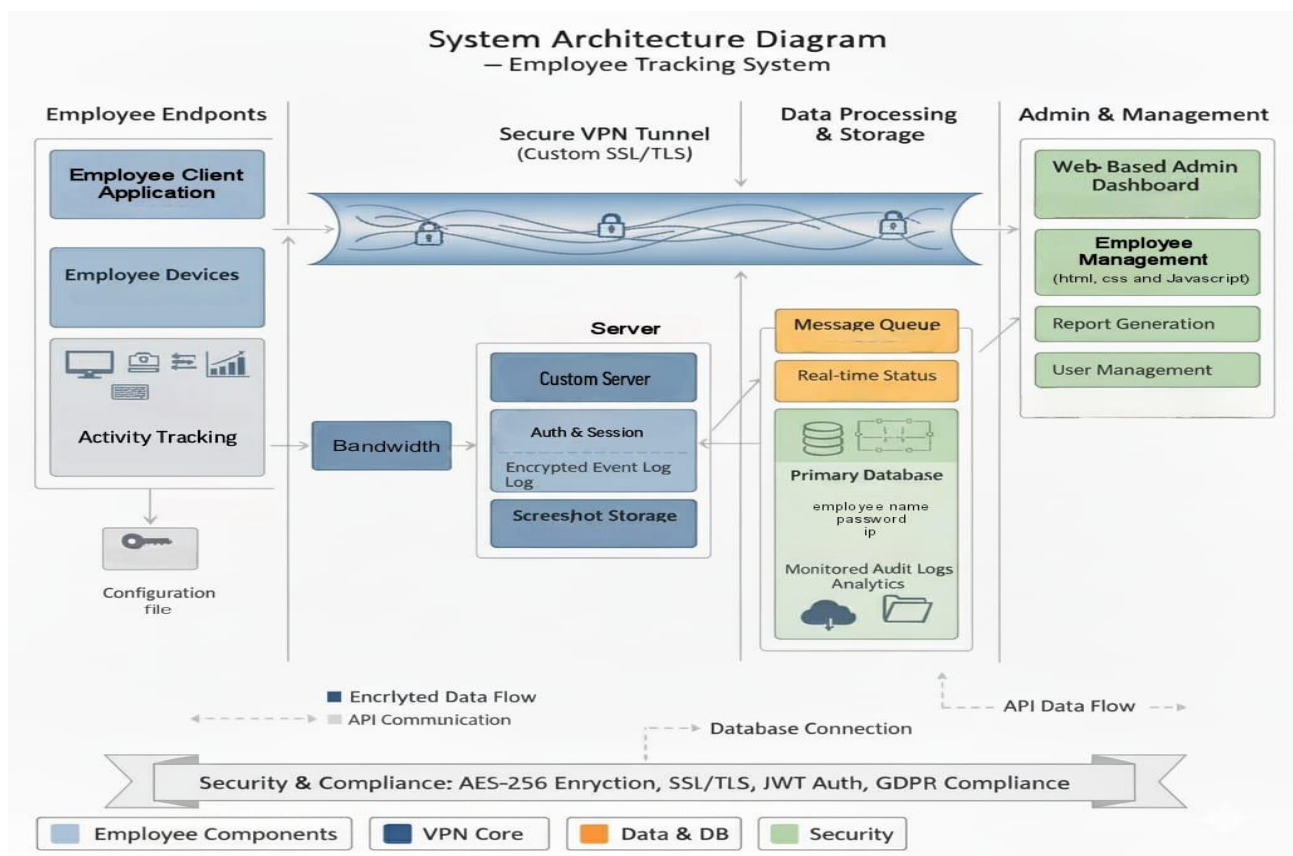 System Architecture Diagram
— Employee Tracking System
Employee Endponts
Employee Client
Application
Employee Devices
Activity Tracking
Configuration
file
Secure VPN Tunnel
(Custom SSL/TLS)
Bandwidth
Server
Custom Server
Auth & Session
Encrypted Event Log
Log
Screeshot Storage
Data Processing
& Storage
Message Queue
Real-time Status
Primary Database
employee name
password
ip
Monitored Audit Logs
Analytics
Admin & Management
Web-Based Admin
Dashboard
Employee
Management
(html, css and Javascript)
Report Generation
User Management
Encrlyted Data Flow
API Communication
Database Connection
API Data Flow
Security & Compliance: AES-256 Enryction, SSL/TLS, JWT Auth, GDPR Compliance
Employee Components
VPN Core
Data & DB
Security